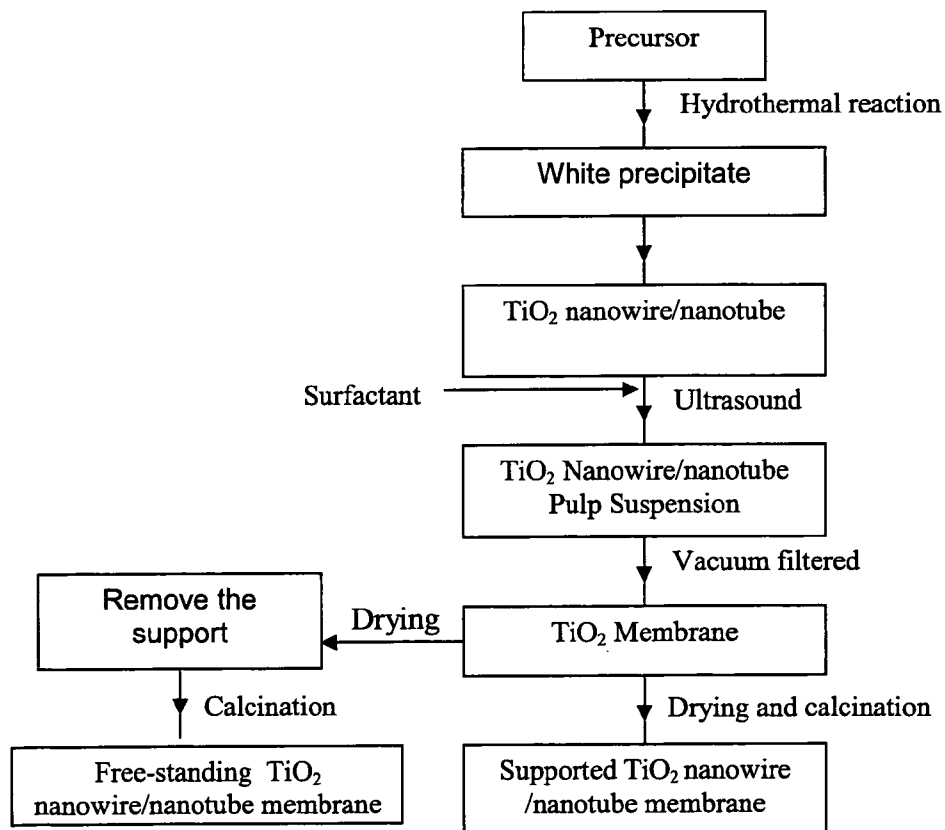 Precursor
Hydrothermal reaction
White precipitate
TiO₂ nanowire/nanotube
Surfactant
Ultrasound
TiO₂ Nanowire/nanotube
Pulp Suspension
Vacuum filtered
Remove the
support
Drying
TiO₂ Membrane
Calcination
Drying and calcination
Free-standing TiO₂
nanowire/nanotube membrane
Supported TiO₂ nanowire
/nanotube membrane